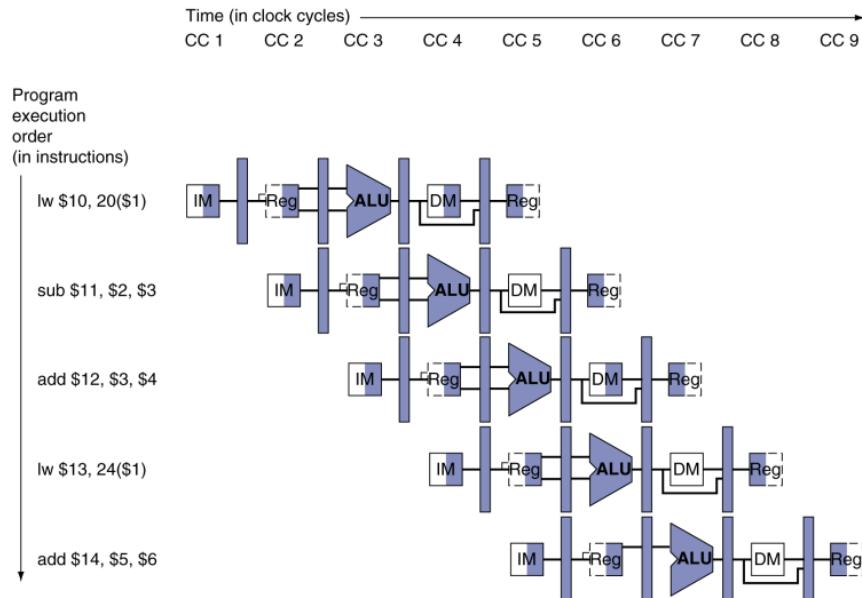 Time (in clock cycles)
CC 1 CC 2 CC 3 CC 4 CC 5 CC 6 CC 7 CC 8 CC 9
Program
execution
order
(in instructions)
lw $10, 20($1)
IM Reg ALU DM Reg
sub $11, $2, $3
IM Reg ALU DM Reg
add $12, $3, $4
IM Reg ALU DM Reg
lw $13, 24($1)
IM Reg ALU DM Reg
add $14, $5, $6
IM Reg ALU DM Reg